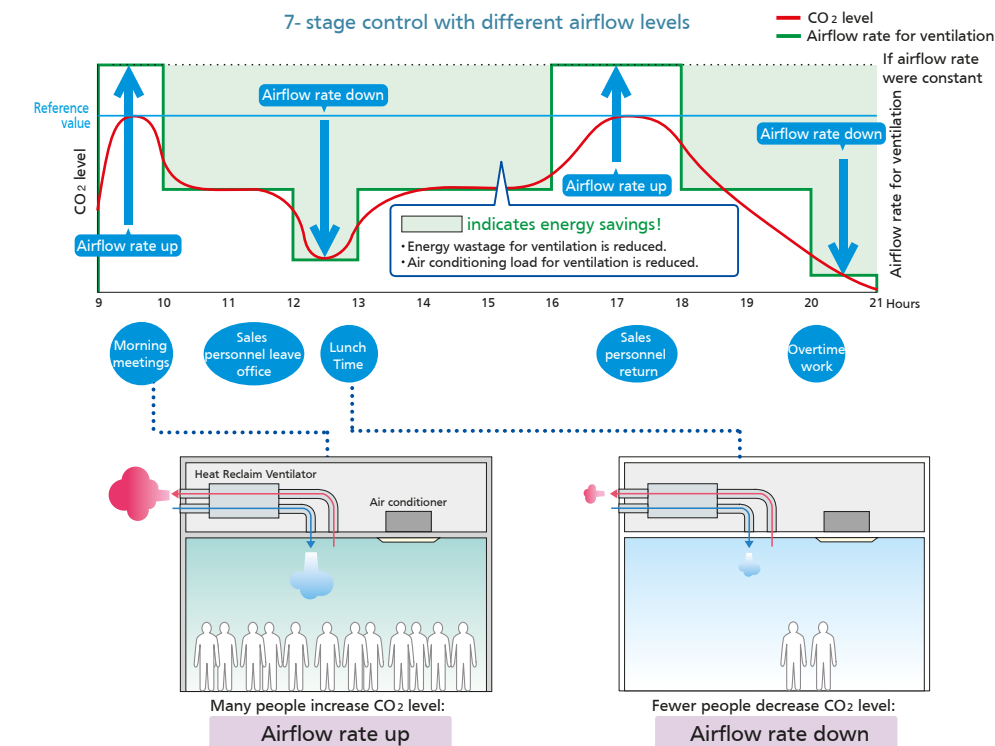 7- stage control with different airflow levels
CO2 level
Airflow rate for ventilation
If airflow rate
were constant
Reference
value
CO2 level
Airflow rate for ventilation
Airflow rate up
Airflow rate down
Airflow rate up
Airflow rate down
indicates energy savings!
・Energy wastage for ventilation is reduced.
・Air conditioning load for ventilation is reduced.
9 10 11 12 13 14 15 16 17 18 19 20 21 Hours
Morning
meetings
Sales
personnel leave
office
Lunch
Time
Sales
personnel
return
Overtime
work
Heat Reclaim Ventilator
Air conditioner
Many people increase CO2 level:
Airflow rate up
Fewer people decrease CO2 level:
Airflow rate down